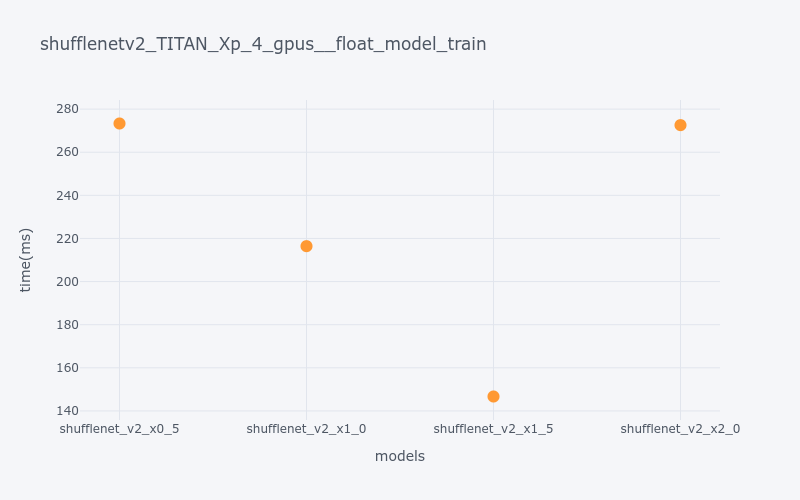 shufflenetv2_TITAN_Xp_4_gpus__float_model_train
280
260
240
220
200
180
160
140
time(ms)
shufflenet_v2_x0_5 shufflenet_v2_x1_0 shufflenet_v2_x1_5 shufflenet_v2_x2_0
models